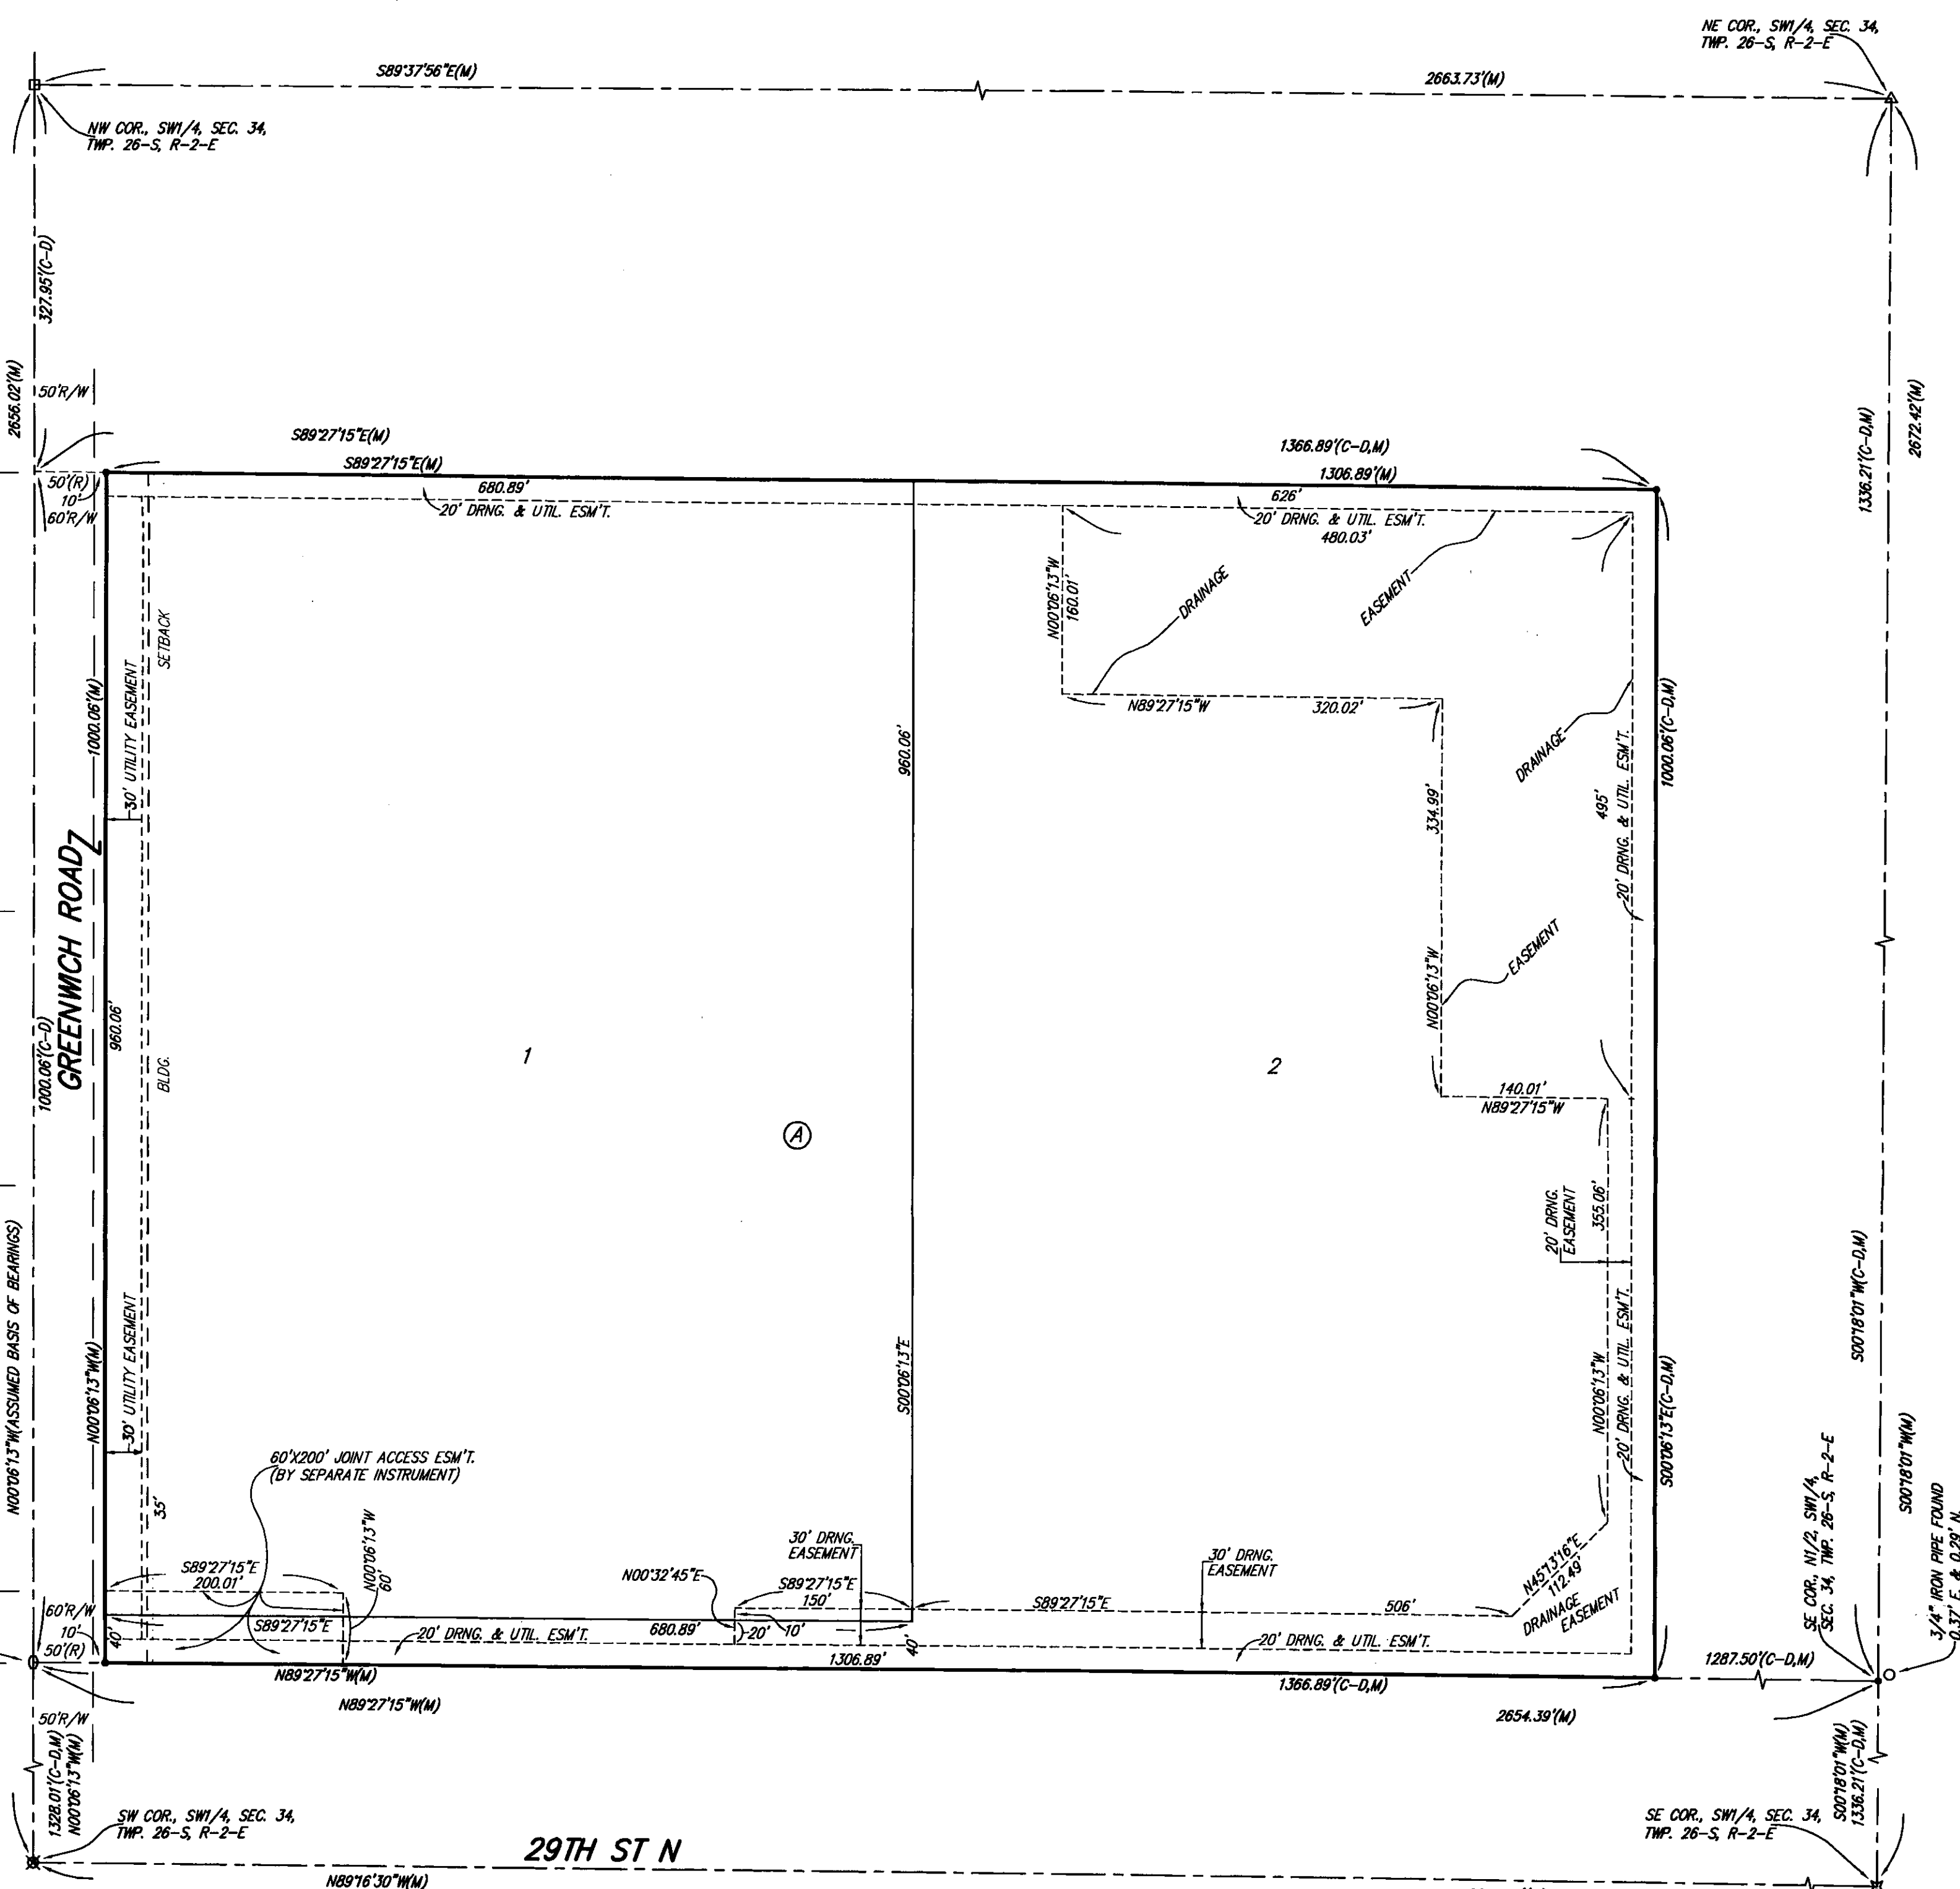 NE COR., SW1/4, SEC. 34,
TWP. 26-S, R-2-E
S89°37'56"E(M)
2663.73'(M)
NW COR., SW1/4, SEC. 34,
TWP. 26-S, R-2-E
327.95'(C-D)
2656.02'(M)
50'R/W
S89°27'15"E(M)
1366.89'(C-D,M)
S89°27'15"E(M)
1306.89'(M)
1336.21'(C-D,M)
2672.42'(M)
50'(R)
10'
60'R/W
680.89'
20' DRNG. & UTIL. ESM'T.
626'
20' DRNG. & UTIL. ESM'T.
480.03'
N00°06'13"W
160.01'
DRAINAGE
EASEMENT
SETBACK
30' UTILITY EASEMENT
1000.06'(M)
N89°27'15"W
320.02'
960.06'
334.99'
DRAINAGE
495'
20' DRNG. & UTIL. ESM'T.
1000.06'(C-D,M)
GREENWICH ROAD
1000.06'(C-D)
960.06'
BLDG.
1
2
A
N00°06'13"W
EASEMENT
140.01'
N89°27'15"W
20' DRNG.
EASEMENT
355.06'
N00°06'13"W(ASSUMED BASIS OF BEARINGS)
N00°06'13"W(M)
30' UTILITY EASEMENT
S00°06'13"E
N00°06'13"W
20' DRNG. & UTIL. ESM'T.
S00°06'13"E(C-D,M)
S00°18'01"W(C-D,M)
S00°18'01"W(M)
SE COR., N1/2, SW1/4,
SEC. 34, TWP. 26-S, R-2-E
3/4" IRON PIPE FOUND
0.37' E. & 0.29' N.
60'X200' JOINT ACCESS ESM'T.
(BY SEPARATE INSTRUMENT)
35'
S89°27'15"E
200.01'
N00°06'13"W
60'
30' DRNG.
EASEMENT
N00°32'45"E
S89°27'15"E
150'
30' DRNG.
EASEMENT
S89°27'15"E
506'
N45°13'16"E
112.49'
DRAINAGE
EASEMENT
60'R/W
10'
50'(R)
40'
S89°27'15"E
20' DRNG. & UTIL. ESM'T.
680.89'
20'
10'
40'
20' DRNG. & UTIL. ESM'T.
N89°27'15"W(M)
1306.89'
1366.89'(C-D,M)
1287.50'(C-D,M)
N89°27'15"W(M)
2654.39'(M)
50'R/W
1328.01'(C-D,M)
N00°06'13"W(M)
S00°18'01"W(M)
1336.21'(C-D,M)
SW COR., SW1/4, SEC. 34,
TWP. 26-S, R-2-E
SE COR., SW1/4, SEC. 34,
TWP. 26-S, R-2-E
29TH ST N
N89°16'30"W(M)